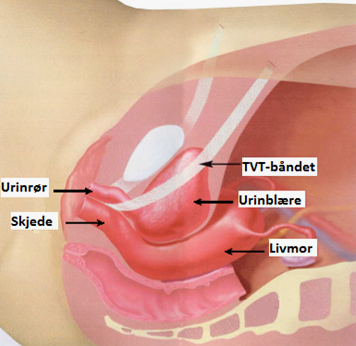 TVT-båndet
Urinrør
Urinblære
Skjede
Livmor